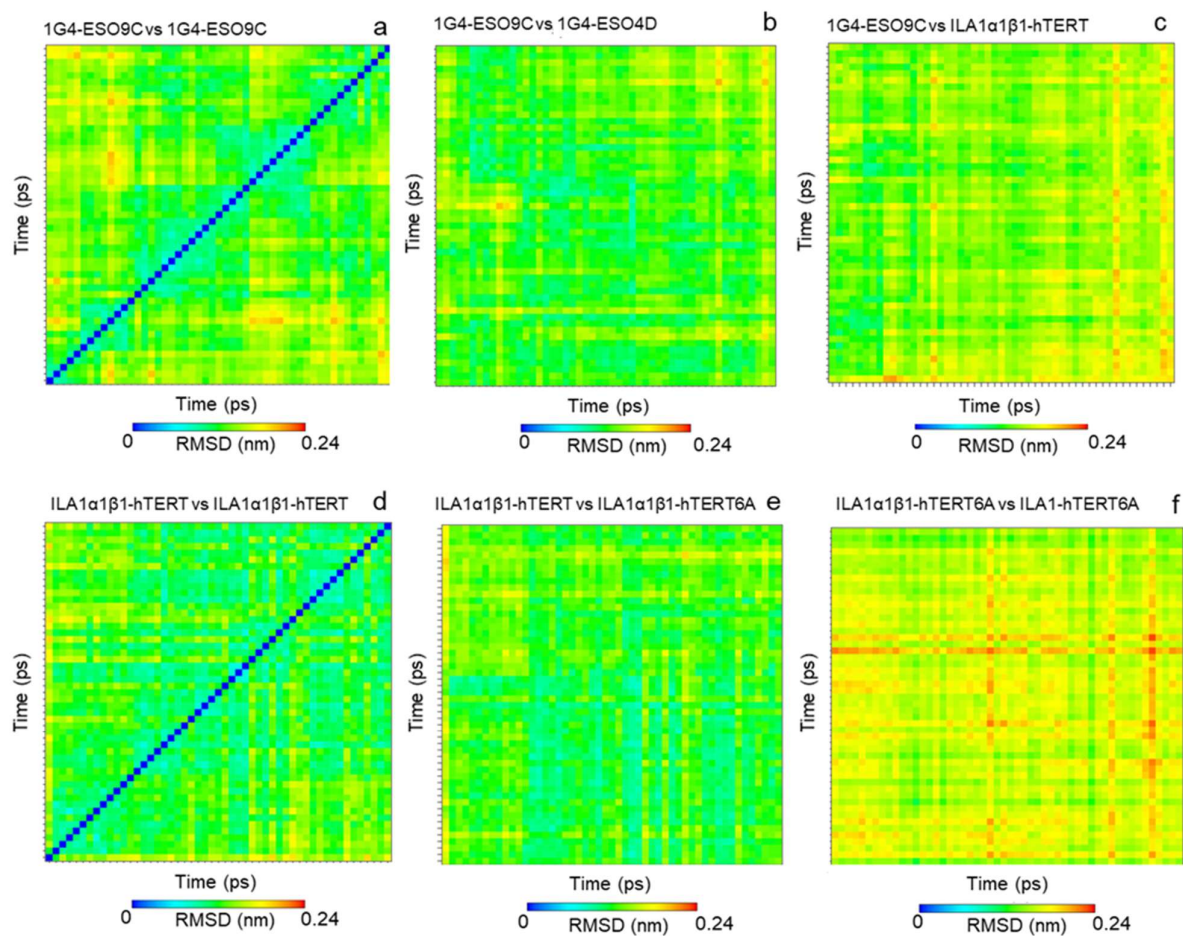 1G4-ESO9C vs 1G4-ESO9C a
1G4-ESO9C vs 1G4-ESO4D b
1G4-ESO9C vs ILA1α1β1-hTERT c
Time (ps)
Time (ps)
Time (ps)
Time (ps)
Time (ps)
Time (ps)
0 RMSD (nm) 0.24
0 RMSD (nm) 0.24
0 RMSD (nm) 0.24
ILA1α1β1-hTERT vs ILA1α1β1-hTERT d
ILA1α1β1-hTERT vs ILA1α1β1-hTERT6A e
ILA1α1β1-hTERT6A vs ILA1-hTERT6A f
Time (ps)
Time (ps)
Time (ps)
Time (ps)
Time (ps)
Time (ps)
0 RMSD (nm) 0.24
0 RMSD (nm) 0.24
0 RMSD (nm) 0.24